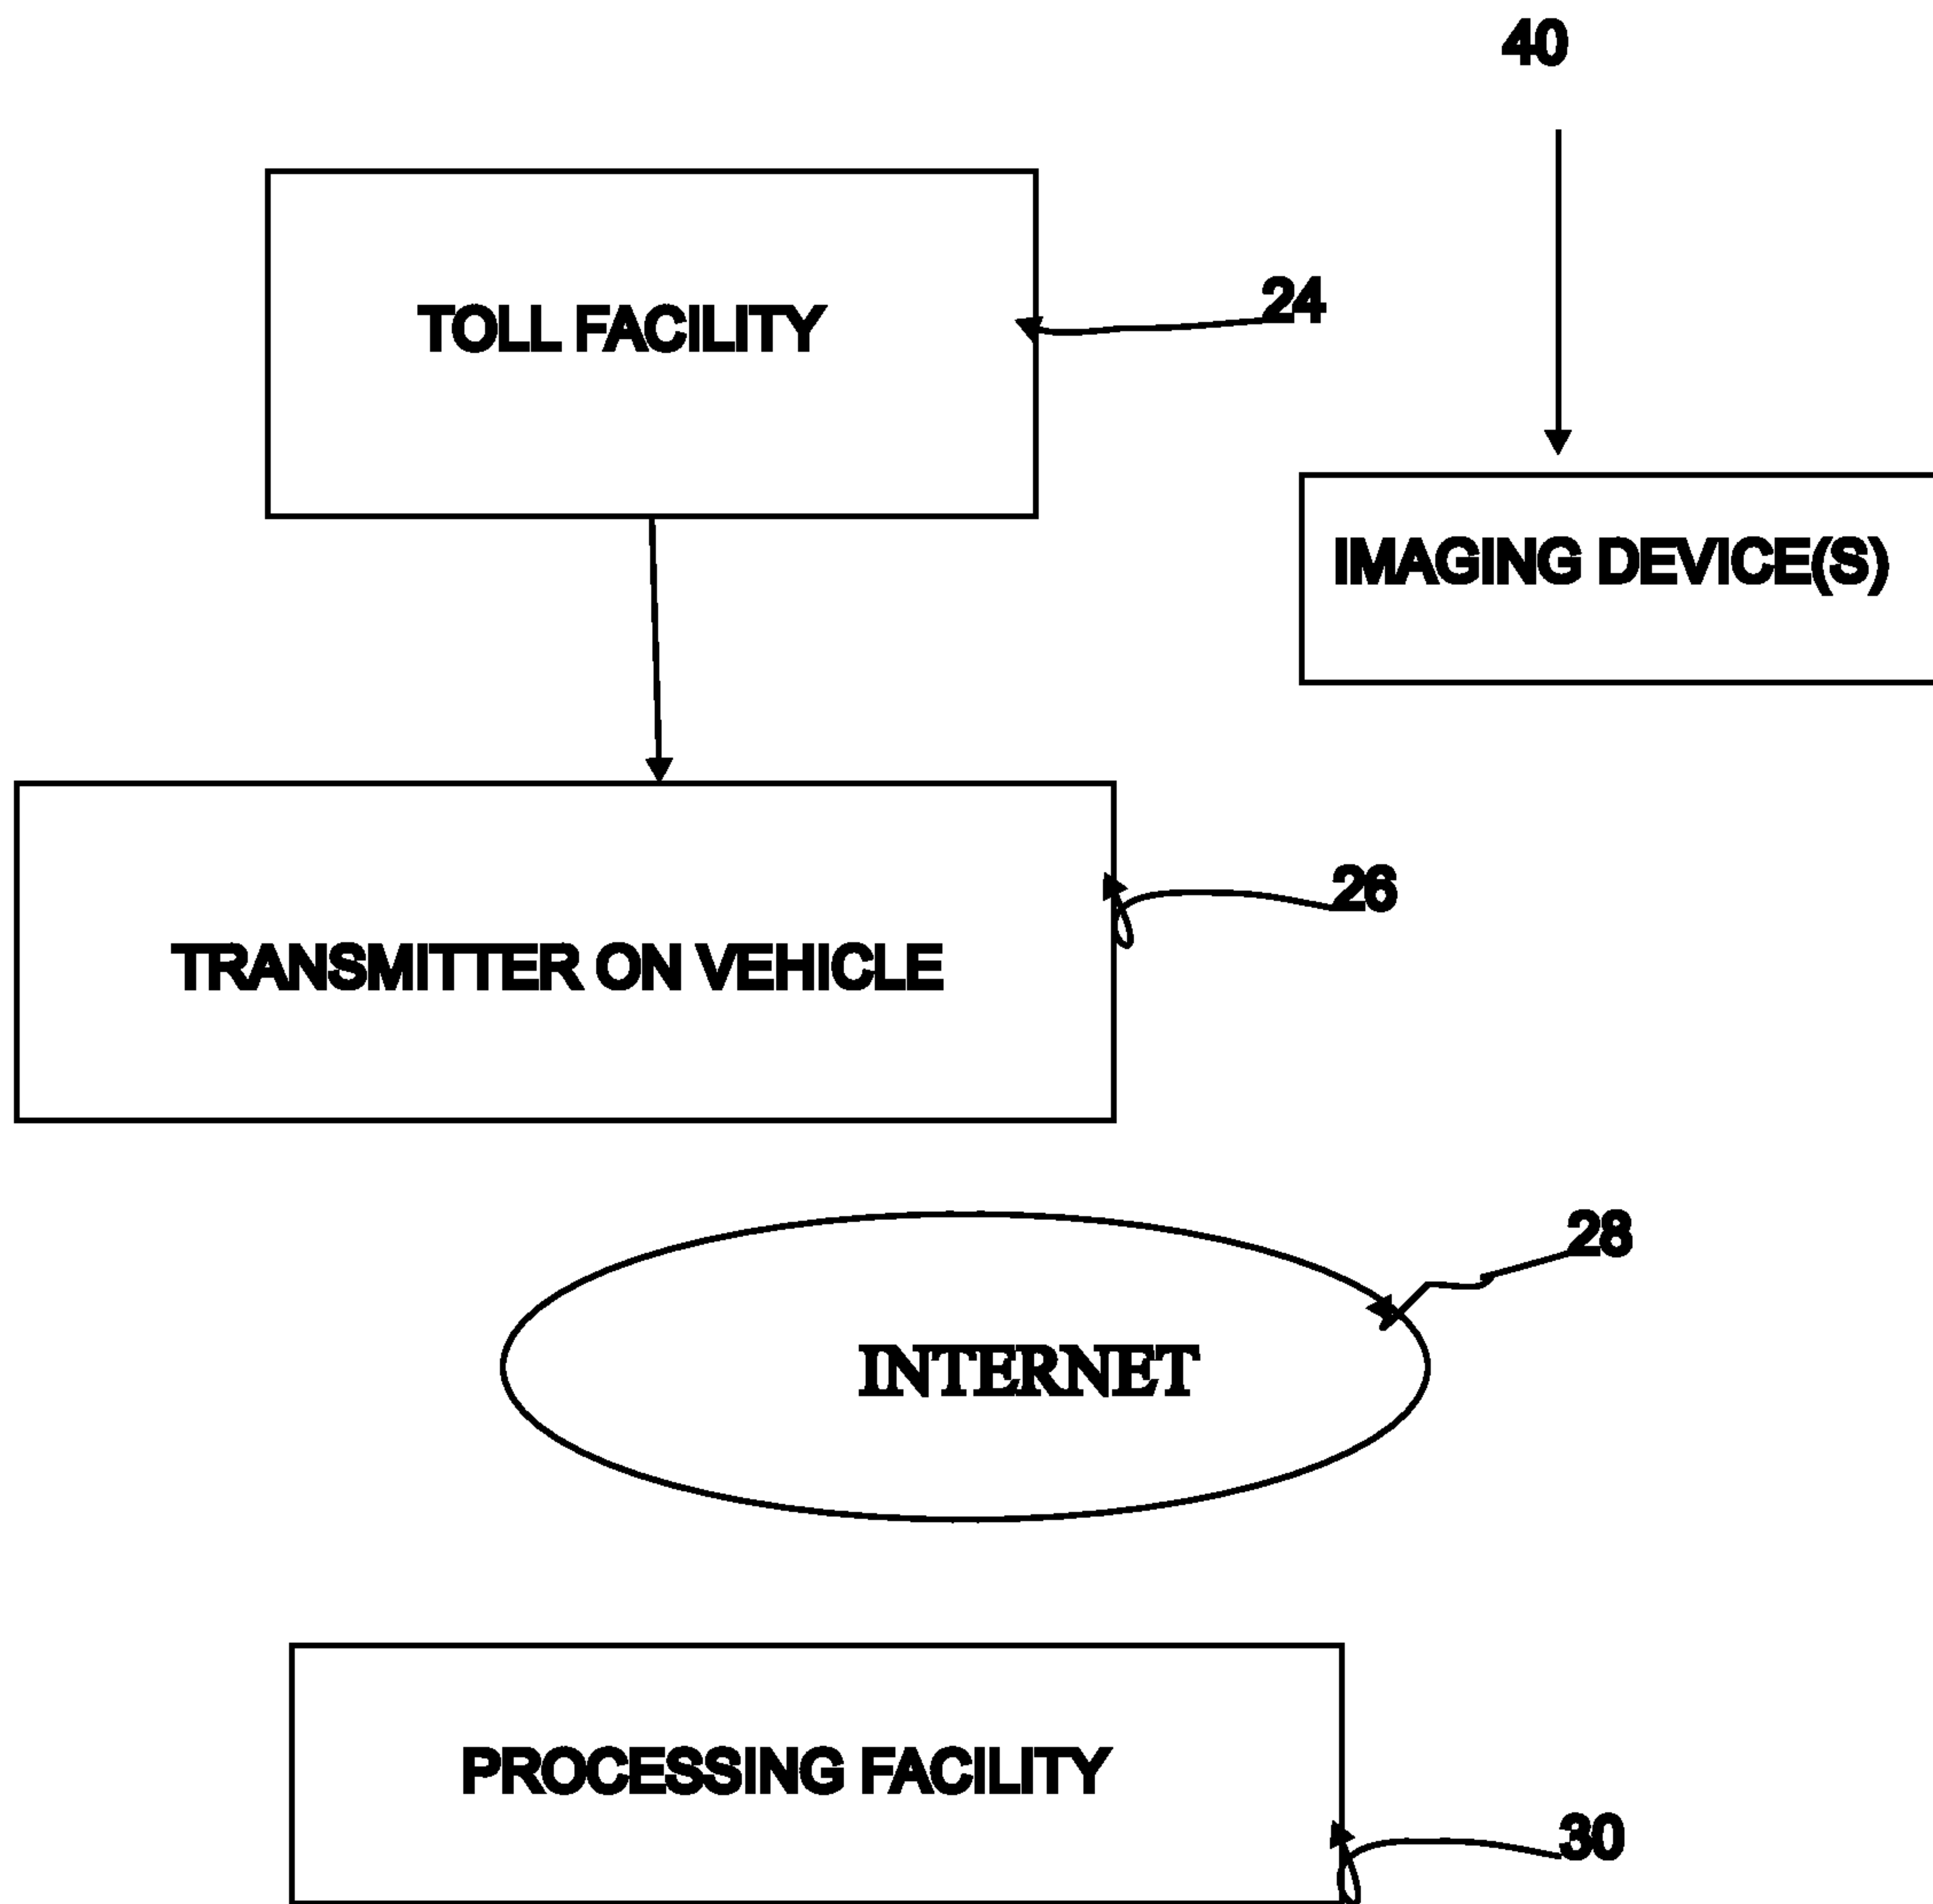 40
TOLL FACILITY
24
IMAGING DEVICE(S)
26
TRANSMITTER ON VEHICLE
28
INTERNET
PROCESSING FACILITY
30